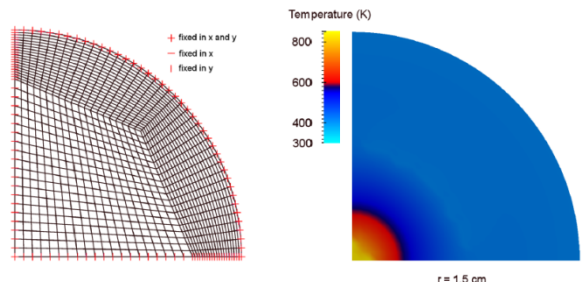 fixed in x and y
fixed in x
fixed in y
Temperature (K)
800
600
400
300
r = 1.5 cm